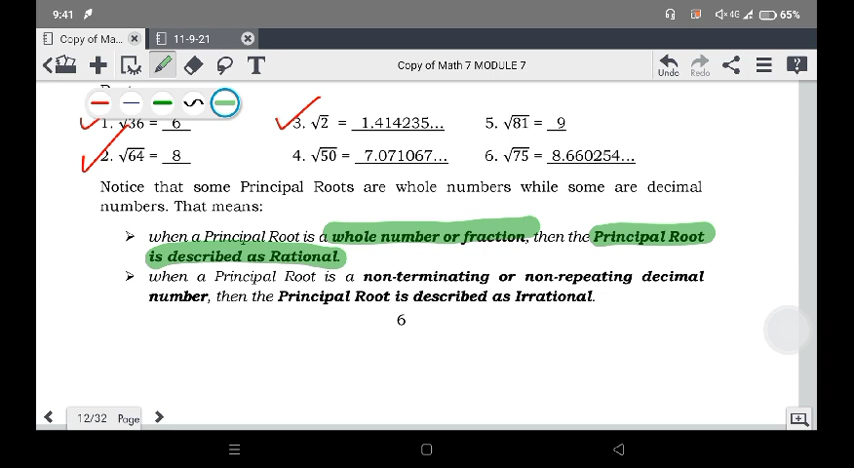 9:41
4G 65%
Copy of Ma... 11-9-21
T Copy of Math 7 MODULE 7 Undo Redo
1. √36 = 6 3. √2 = 1.414235... 5. √81 = 9
2. √64 = 8 4. √50 = 7.071067... 6. √75 = 8.660254...
Notice that some Principal Roots are whole numbers while some are decimal
numbers. That means:
➢ when a Principal Root is a whole number or fraction, then the Principal Root
is described as Rational.
➢ when a Principal Root is a non-terminating or non-repeating decimal
number, then the Principal Root is described as Irrational.
6
12/32 Page